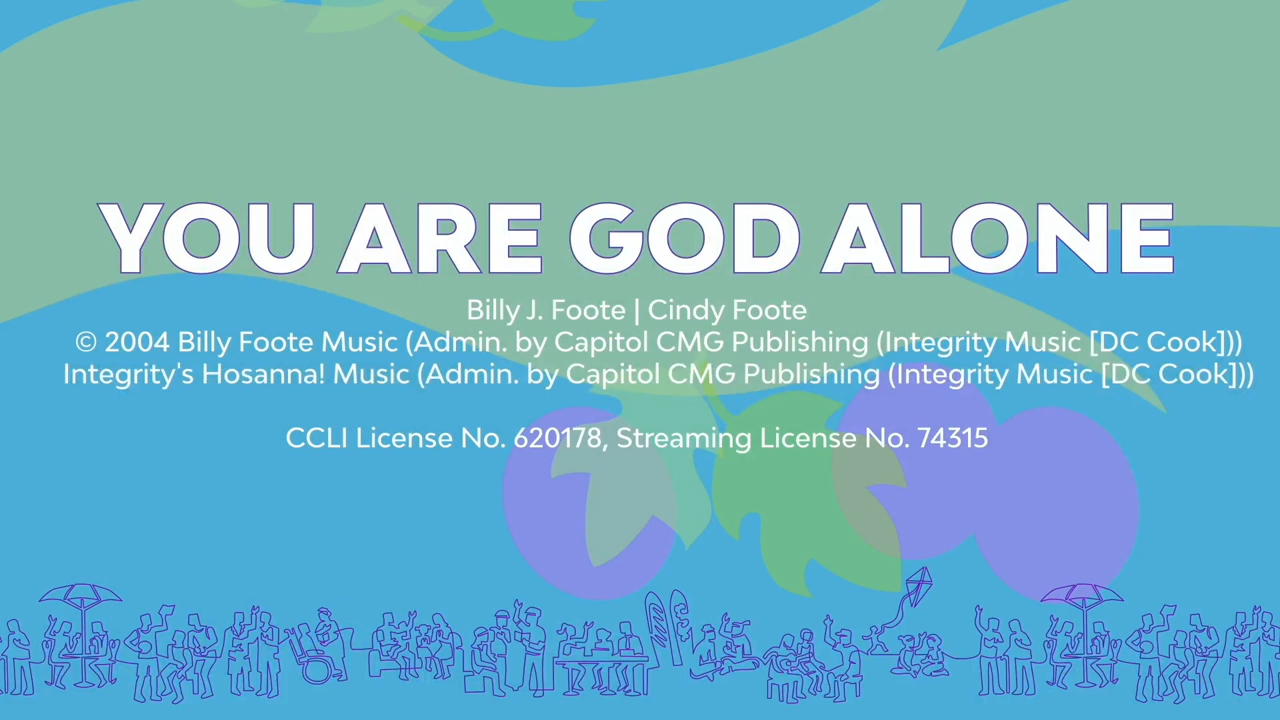 YOU ARE GOD ALONE
Billy J. Foote | Cindy Foote
© 2004 Billy Foote Music (Admin. by Capitol CMG Publishing (Integrity Music [DC Cook]))
Integrity's Hosanna! Music (Admin. by Capitol CMG Publishing (Integrity Music [DC Cook]))
CCLI License No. 620178, Streaming License No. 74315